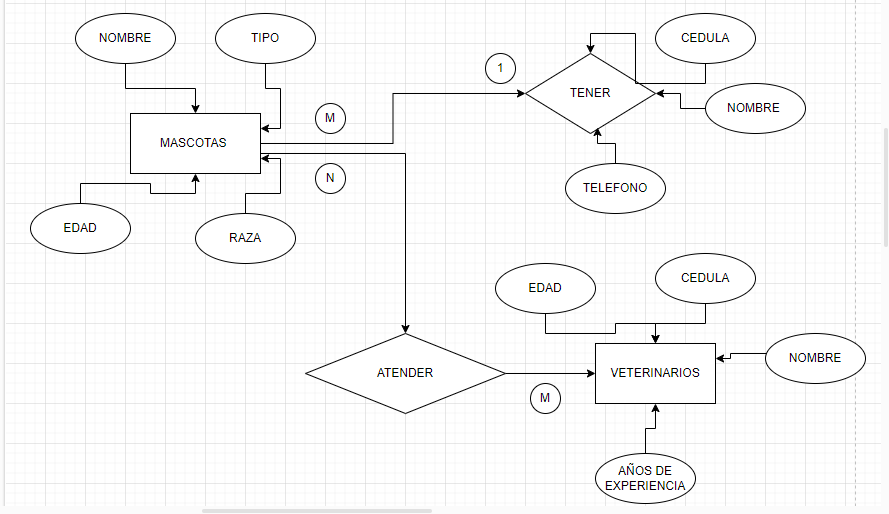 NOMBRE
TIPO
CEDULA
1
TENER
NOMBRE
M
MASCOTAS
N
TELEFONO
EDAD
RAZA
EDAD
CEDULA
NOMBRE
ATENDER
VETERINARIOS
M
AÑOS DE
EXPERIENCIA